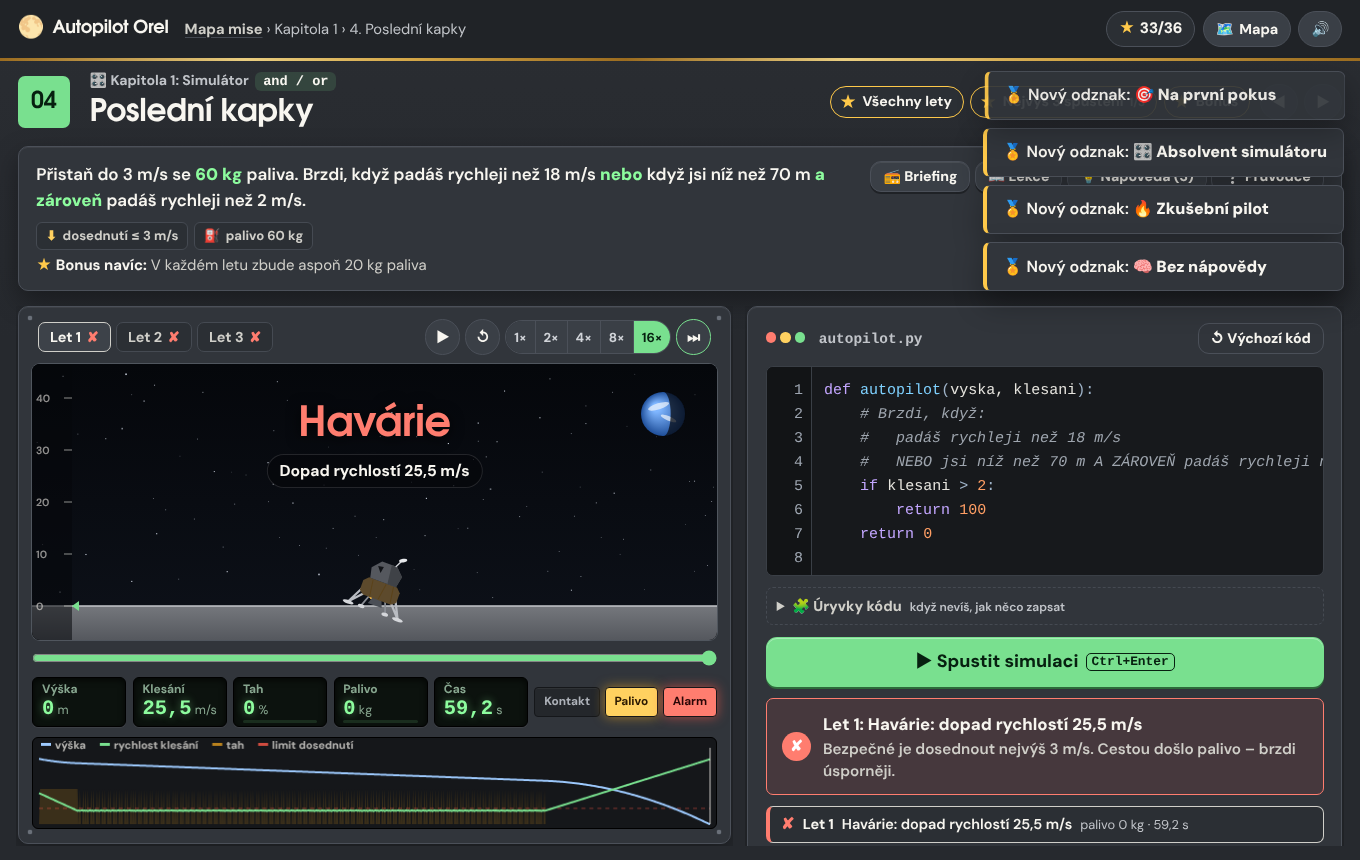 Autopilot Orel
Mapa mise › Kapitola 1 › 4. Poslední kapky
★ 33/36
Mapa
04
Kapitola 1: Simulátor and / or
Poslední kapky
★ Všechny lety
Nový odznak: Na první pokus
Nový odznak: Absolvent simulátoru
Nový odznak: Zkušební pilot
Nový odznak: Bez nápovědy
Přistaň do 3 m/s se 60 kg paliva. Brzdi, když padáš rychleji než 18 m/s nebo když jsi níž než 70 m a
zároveň padáš rychleji než 2 m/s.
Briefing
dosednutí ≤ 3 m/s
palivo 60 kg
★ Bonus navíc: V každém letu zbude aspoň 20 kg paliva
Let 1 ✘
Let 2 ✘
Let 3 ✘
1×
2×
4×
8×
16×
40
30
20
10
0
Havárie
Dopad rychlostí 25,5 m/s
Výška
0 m
Klesání
25,5 m/s
Tah
0 %
Palivo
0 kg
Čas
59,2 s
Kontakt
Palivo
Alarm
výška
rychlost klesání
tah
limit dosednutí
autopilot.py
Výchozí kód
1 def autopilot(vyska, klesani):
2 # Brzdi, když:
3 # padáš rychleji než 18 m/s
4 # NEBO jsi níž než 70 m A ZÁROVEŇ padáš rychleji
5 if klesani > 2:
6 return 100
7 return 0
8
Úryvky kódu když nevíš, jak něco zapsat
Spustit simulaci Ctrl+Enter
Let 1: Havárie: dopad rychlostí 25,5 m/s
Bezpečné je dosednout nejvýš 3 m/s. Cestou došlo palivo – brzdi
úsporněji.
✘ Let 1 Havárie: dopad rychlostí 25,5 m/s palivo 0 kg · 59,2 s